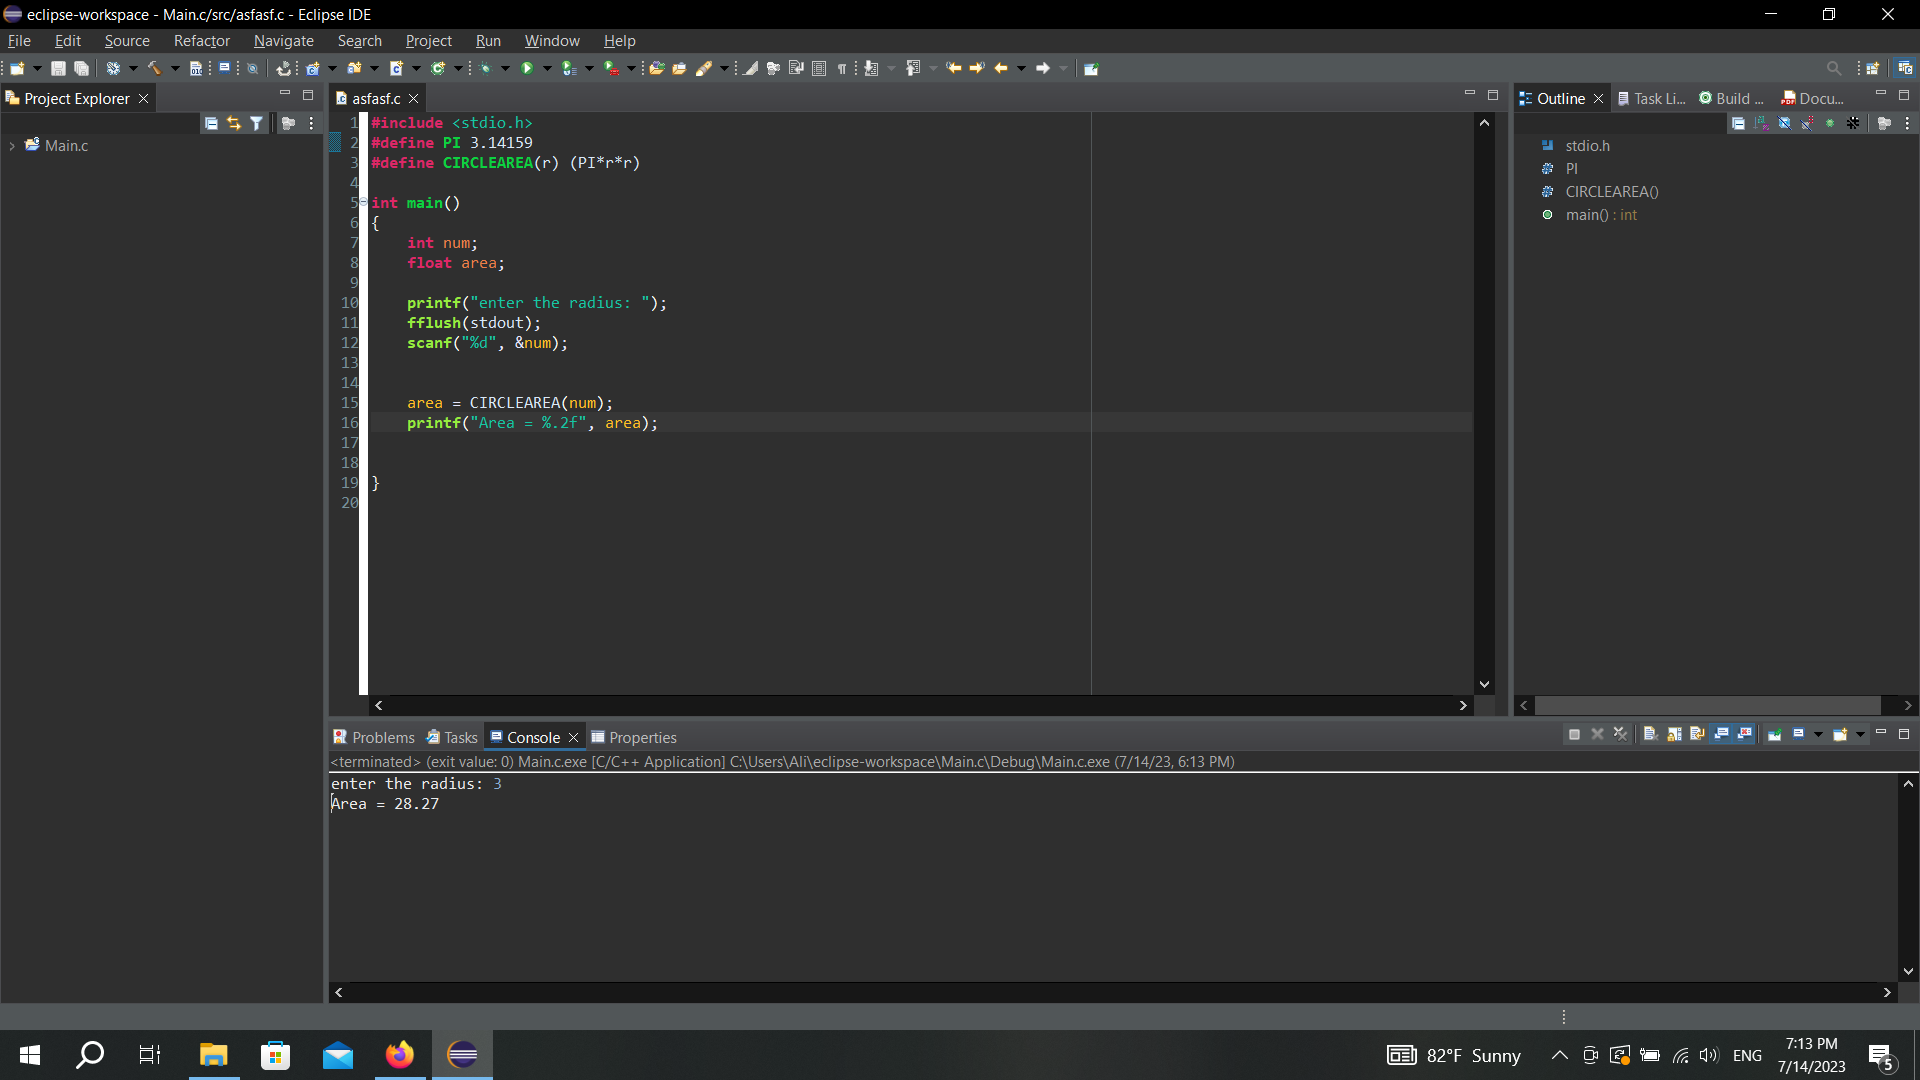 eclipse-workspace - Main.c/src/asfasf.c - Eclipse IDE
File Edit Source Refactor Navigate Search Project Run Window Help
Project Explorer
asfasf.c
Outline Task Li... Build ... Docu...
Main.c
1 #include <stdio.h>
2 #define PI 3.14159
3 #define CIRCLEAREA(r) (PI*r*r)
4
5 int main()
6 {
7 int num;
8 float area;
9
10 printf("enter the radius: ");
11 fflush(stdout);
12 scanf("%d", &num);
13
14
15 area = CIRCLEAREA(num);
16 printf("Area = %.2f", area);
17
18
19 }
20
stdio.h
PI
CIRCLEAREA()
main() : int
Problems Tasks Console Properties
<terminated> (exit value: 0) Main.c.exe [C/C++ Application] C:\Users\Ali\eclipse-workspace\Main.c\Debug\Main.c.exe (7/14/23, 6:13 PM)
enter the radius: 3
Area = 28.27
82°F Sunny
ENG
7:13 PM
7/14/2023
5